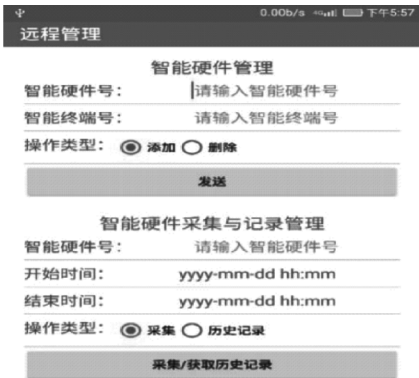 0.00b/s 4G 下午5:57
远程管理
智能硬件管理
智能硬件号: 请输入智能硬件号
智能终端号: 请输入智能终端号
操作类型: 添加 删除
发送
智能硬件采集与记录管理
智能硬件号: 请输入智能硬件号
开始时间: yyyy-mm-dd hh:mm
结束时间: yyyy-mm-dd hh:mm
操作类型: 采集 历史记录
采集/获取历史记录